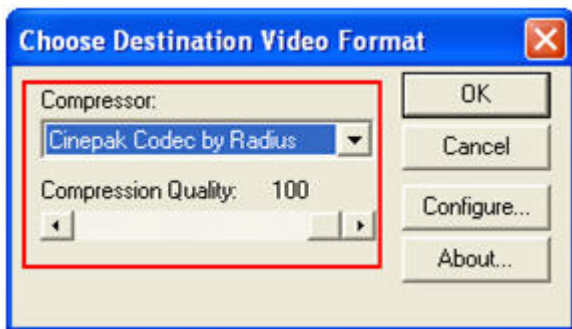 Choose Destination Video Format
Compressor:
Cinepak Codec by Radius
Compression Quality: 100
OK
Cancel
Configure...
About...